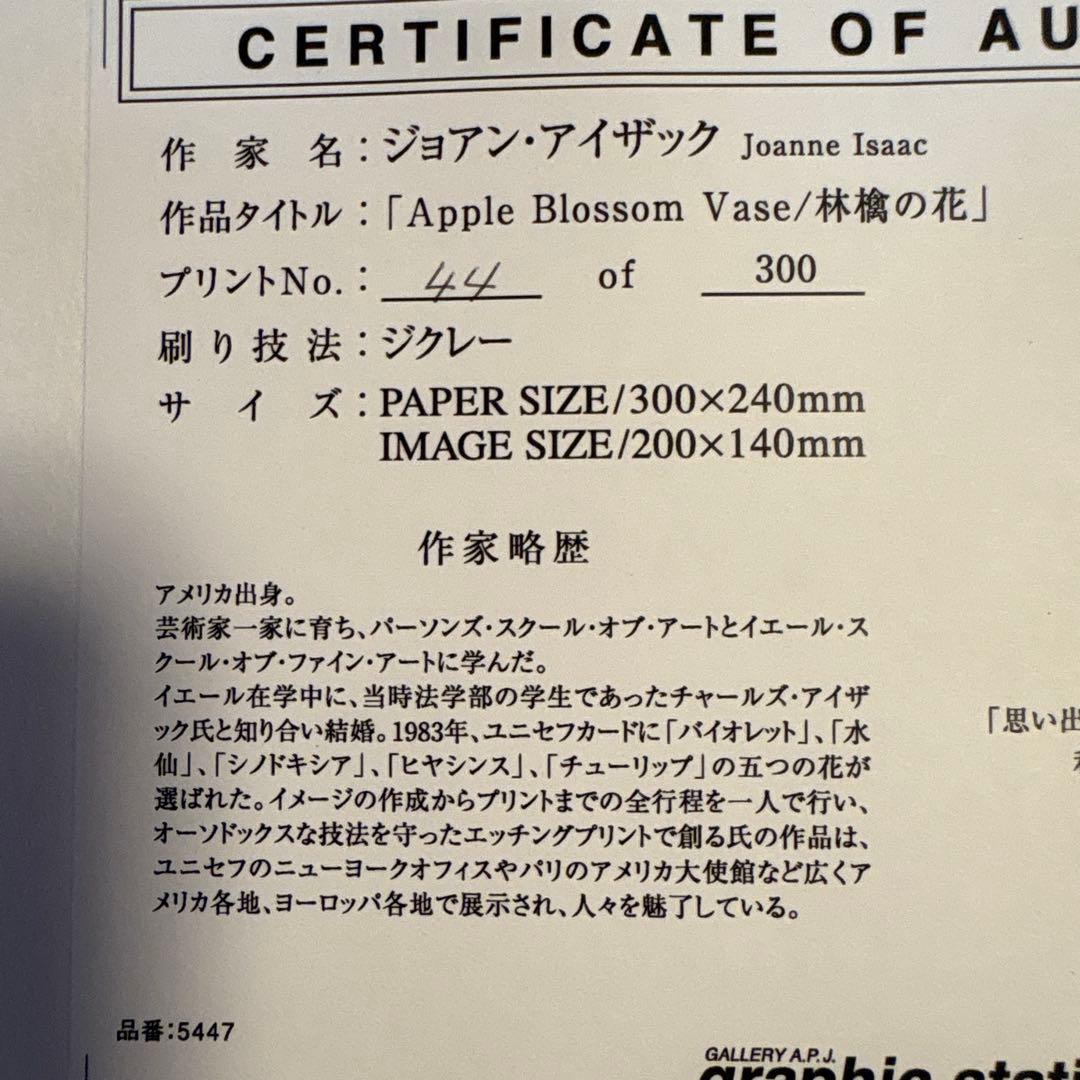 CERTIFICATE OF AU
作家名：ジョアン・アイザック Joanne Isaac
作品タイトル：「Apple Blossom Vase/林檎の花」
プリントNo.：44 of 300
刷り技法：ジクレー
サイズ：PAPER SIZE/300×240mm
IMAGE SIZE/200×140mm
作家略歴
アメリカ出身。
芸術家一家に育ち、パーソンズ・スクール・オブ・アートとイエール・ス
クール・オブ・ファイン・アートに学んだ。
イエール在学中に、当時法学部の学生であったチャールズ・アイザ
ック氏と知り合い結婚。1983年、ユニセフカードに「バイオレット」、「水
仙」、「シノドキシア」、「ヒヤシンス」、「チューリップ」の五つの花が
選ばれた。イメージの作成からプリントまでの全行程を一人で行い、
オーソドックスな技法を守ったエッチングプリントで創る氏の作品は、
ユニセフのニューヨークオフィスやパリのアメリカ大使館など広くア
メリカ各地、ヨーロッパ各地で展示され、人々を魅了している。
「思い出
品番：5447
GALLERY A.P.J.
graphic stati